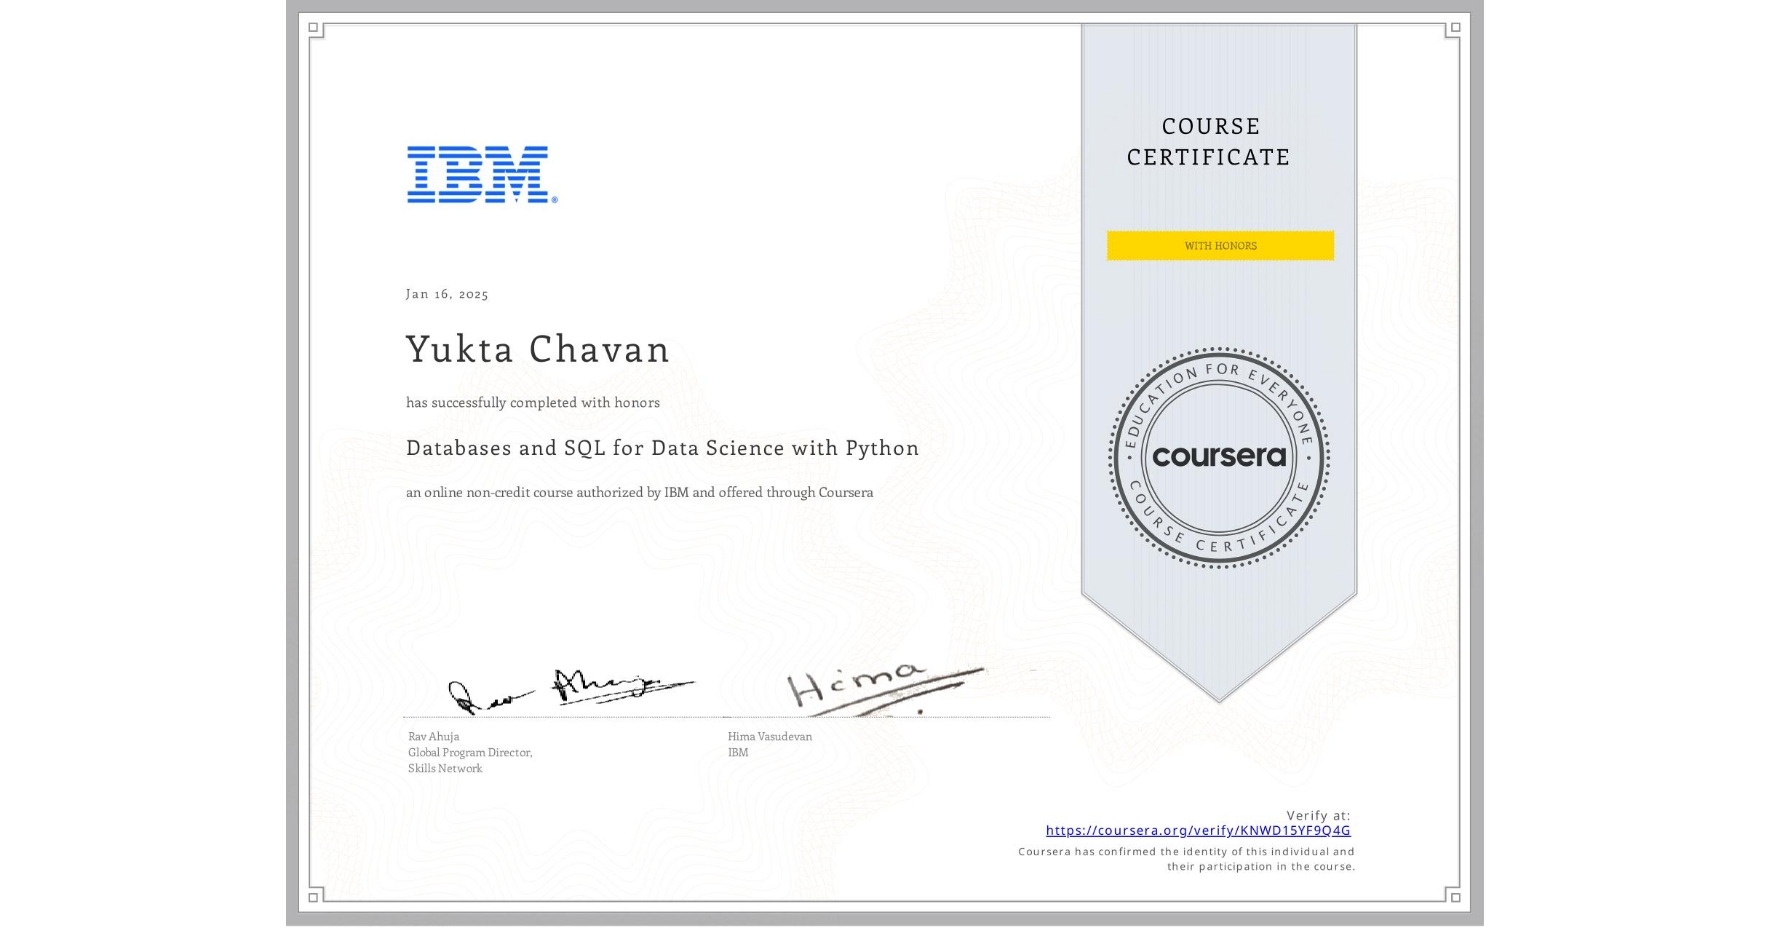 IBM®
COURSE
CERTIFICATE
WITH HONORS
Jan 16, 2025
Yukta Chavan
has successfully completed with honors
Databases and SQL for Data Science with Python
an online non-credit course authorized by IBM and offered through Coursera
EDUCATION FOR EVERYONE
coursera
COURSE CERTIFICATE
Rav Ahuja
Hima
Rav Ahuja
Global Program Director,
Skills Network
Hima Vasudevan
IBM
Verify at:
https://coursera.org/verify/KNWD15YF9Q4G
Coursera has confirmed the identity of this individual and
their participation in the course.